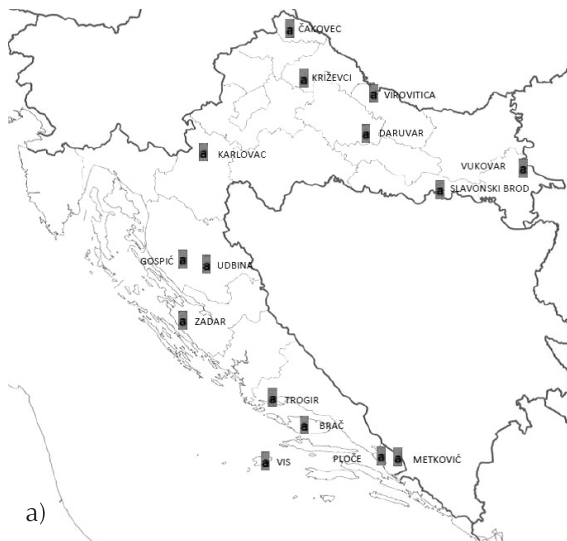 a ČAKOVEC
a KRIŽEVCI
a VIROVITICA
a DARUVAR
a KARLOVAC
VUKOVAR a
a SLAVONSKI BROD
GOSPIĆ a
a UDBINA
a ZADAR
a TROGIR
a BRAČ
a VIS
PLOČE a
a METKOVIĆ
a)